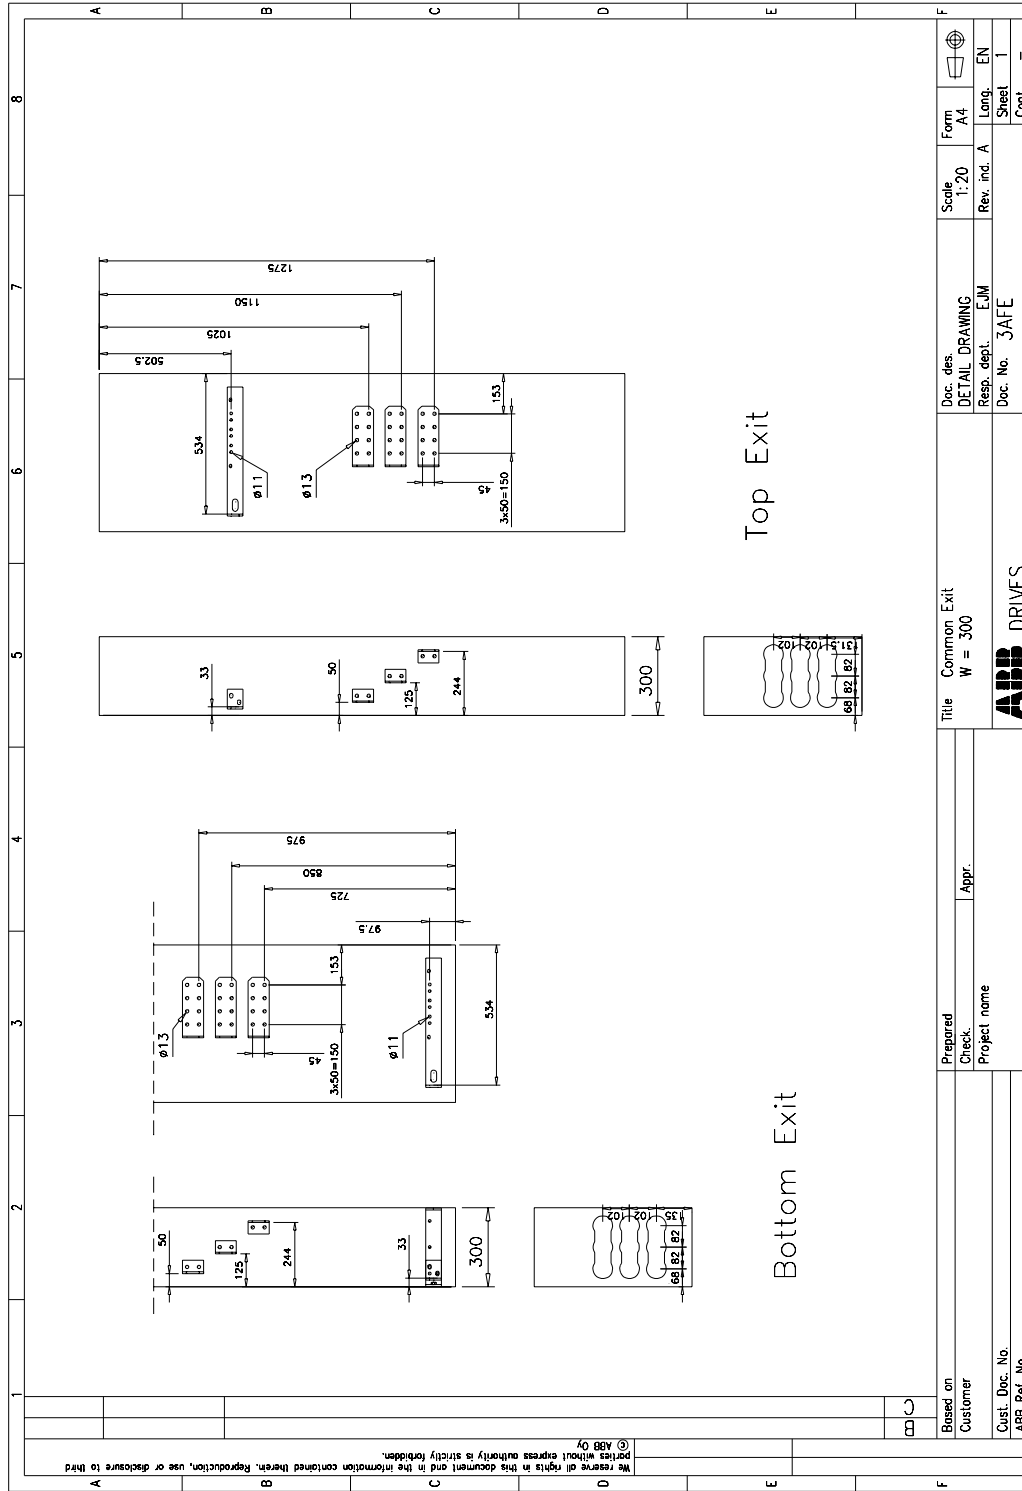 A
B
C
D
E
F
8
7
6
5
4
3
2
1
1275
1150
1025
502.5
534
ø11
ø13
153
45
3x50=150
Top Exit
33
50
125
244
300
102
102
31.5
68
82
82
975
850
725
97.5
153
ø13
45
3x50=150
ø11
534
50
125
244
33
300
102
102
35
68
82
82
Bottom Exit
B
C
We reserve all rights in this document and in the information contained therein. Reproduction, use or disclosure to third
parties without express authority is strictly forbidden.
© ABB Oy
A
B
C
D
E
F
Based on
Customer
Cust. Doc. No.
ABB Ref. No.
Prepared
Check.
Appr.
Project name
Title
Common Exit
W = 300
ABB DRIVES
Doc. des.
DETAIL DRAWING
Resp. dept. EJM
Doc. No. 3AFE
Scale
1:20
Form
A4
Rev. ind. A
Lang. EN
Sheet 1
Cont. -